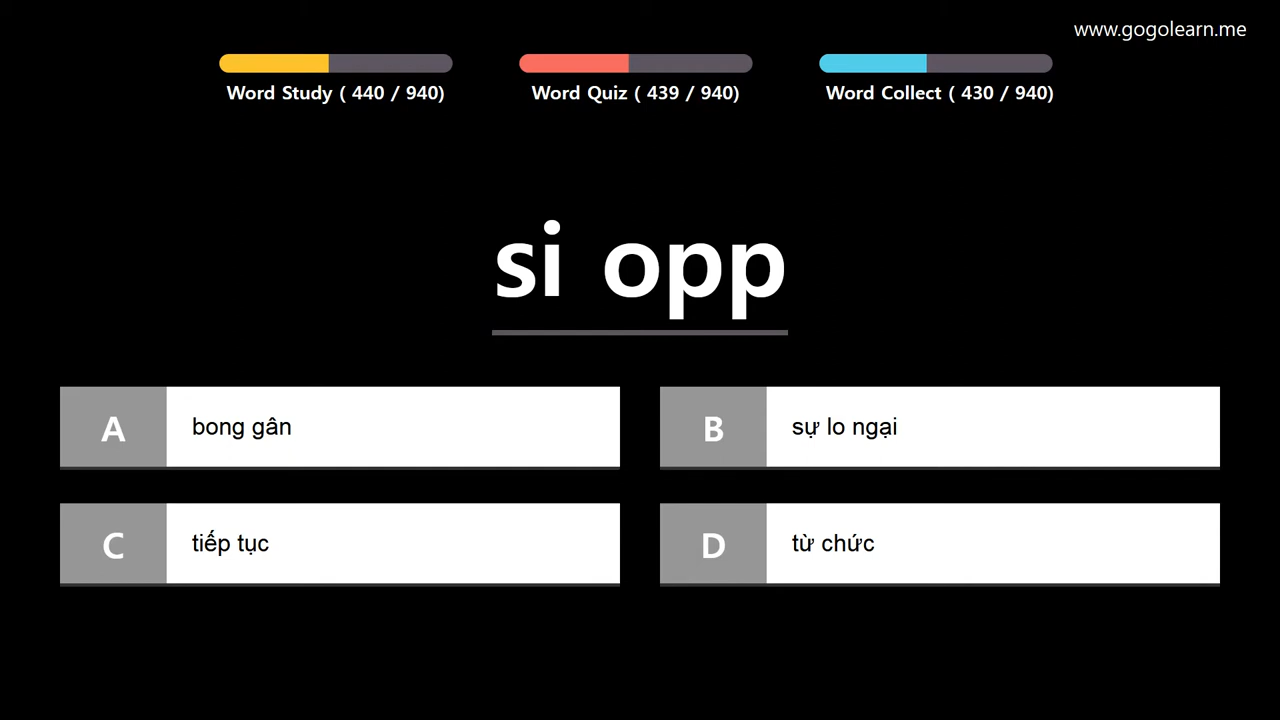 www.gogolearn.me
Word Study ( 440 / 940)
Word Quiz ( 439 / 940)
Word Collect ( 430 / 940)
si opp
A bong gân
B sự lo ngại
C tiếp tục
D từ chức